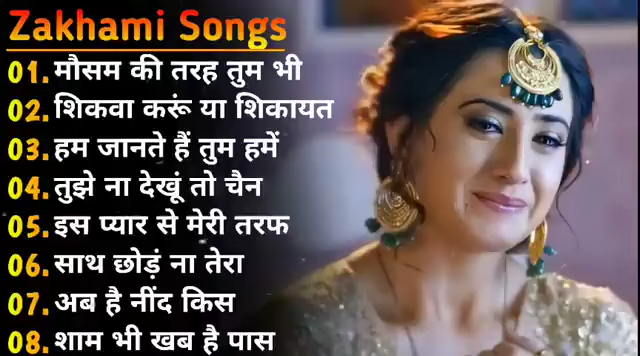 Zakhami Songs
01. मौसम की तरह तुम भी
02. शिकवा करूं या शिकायत
03. हम जानते हैं तुम हमें
04. तुझे ना देखूं तो चैन
05. इस प्यार से मेरी तरफ
06. साथ छोड़ं ना तेरा
07. अब है नींद किस
08. शाम भी खब है पास